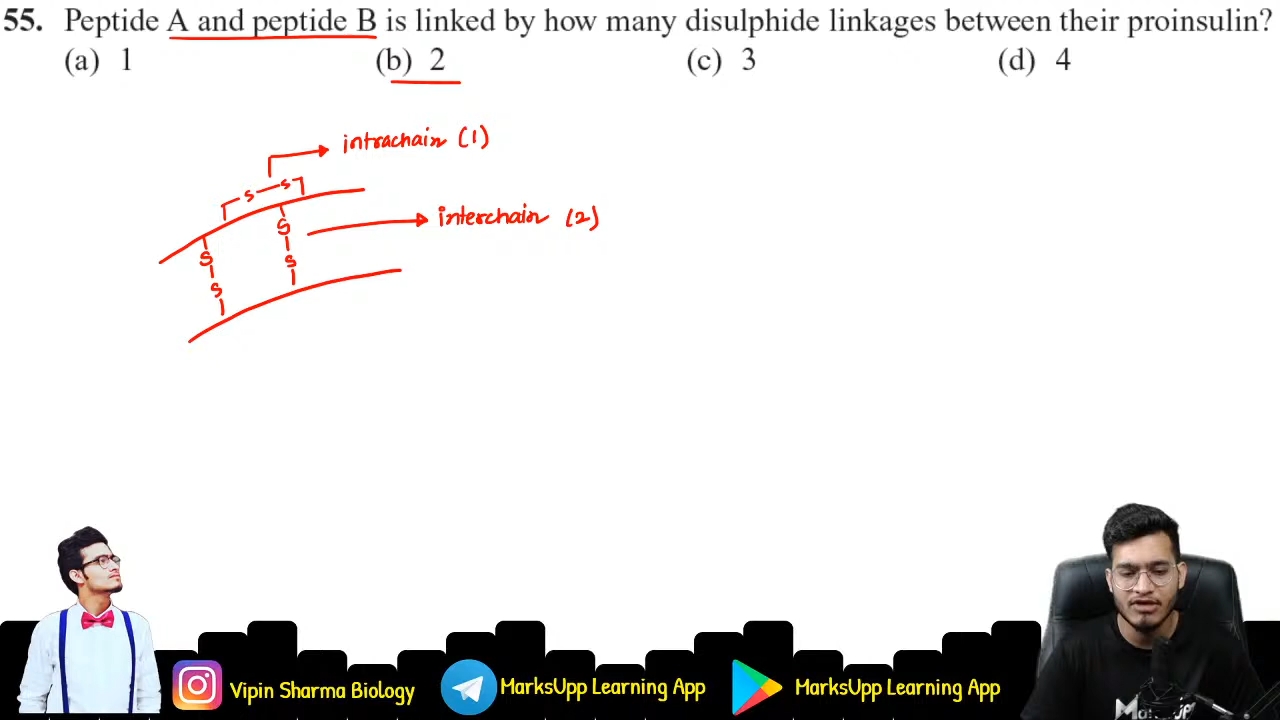 55. Peptide A and peptide B is linked by how many disulphide linkages between their proinsulin?
(a) 1 (b) 2 (c) 3 (d) 4
intrachain (1)
s s
interchain (2)
S S
s s
Vipin Sharma Biology MarksUpp Learning App MarksUpp Learning App